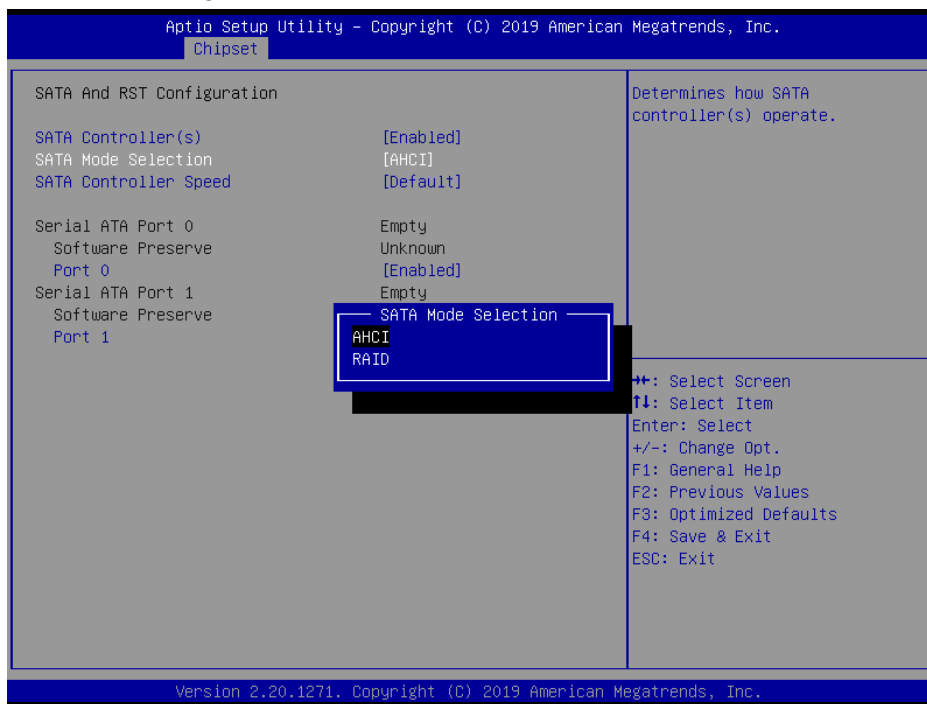 Aptio Setup Utility – Copyright (C) 2019 American Megatrends, Inc.
Chipset
SATA And RST Configuration
SATA Controller(s) [Enabled]
SATA Mode Selection [AHCI]
SATA Controller Speed [Default]
Serial ATA Port 0 Empty
Software Preserve Unknown
Port 0 [Enabled]
Serial ATA Port 1 Empty
Software Preserve
Port 1
SATA Mode Selection
AHCI
RAID
Determines how SATA
controller(s) operate.
→←: Select Screen
↑↓: Select Item
Enter: Select
+/-: Change Opt.
F1: General Help
F2: Previous Values
F3: Optimized Defaults
F4: Save & Exit
ESC: Exit
Version 2.20.1271. Copyright (C) 2019 American Megatrends, Inc.